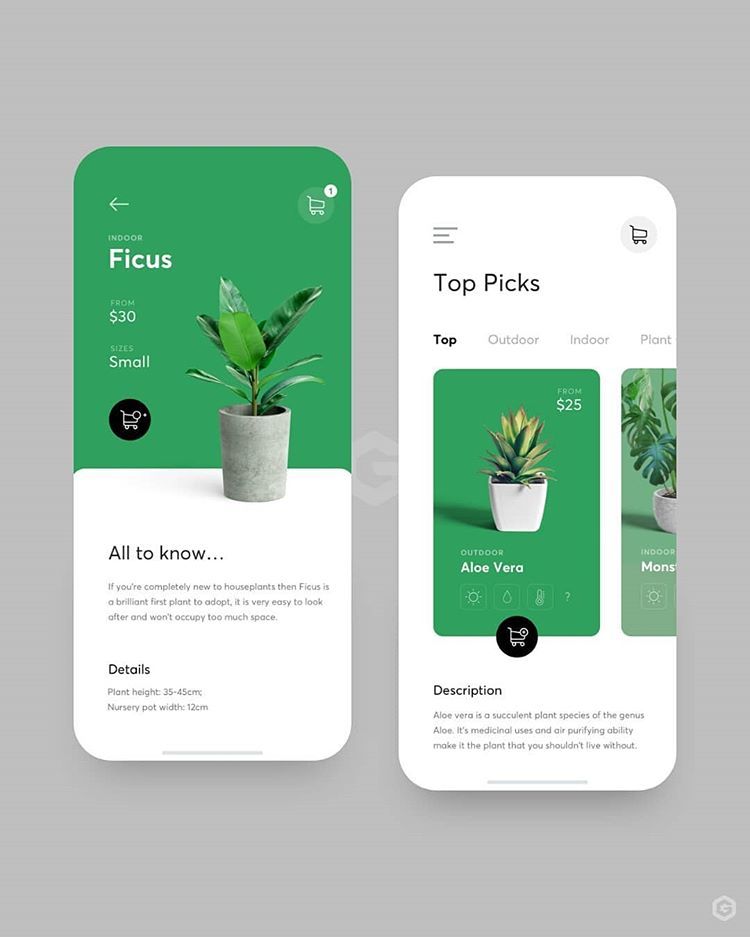 1
INDOOR
Ficus
FROM
$30
SIZES
Small
All to know...
If you're completely new to houseplants then Ficus is
a brilliant first plant to adopt, it is very easy to look
after and won't occupy too much space.
Details
Plant height: 35-45cm;
Nursery pot width: 12cm
Top Picks
Top Outdoor Indoor Plant
FROM
$25
OUTDOOR
Aloe Vera
?
INDOOR
Mons
Description
Aloe vera is a succulent plant species of the genus
Aloe. It's medicinal uses and air purifying ability
make it the plant that you shouldn't live without.